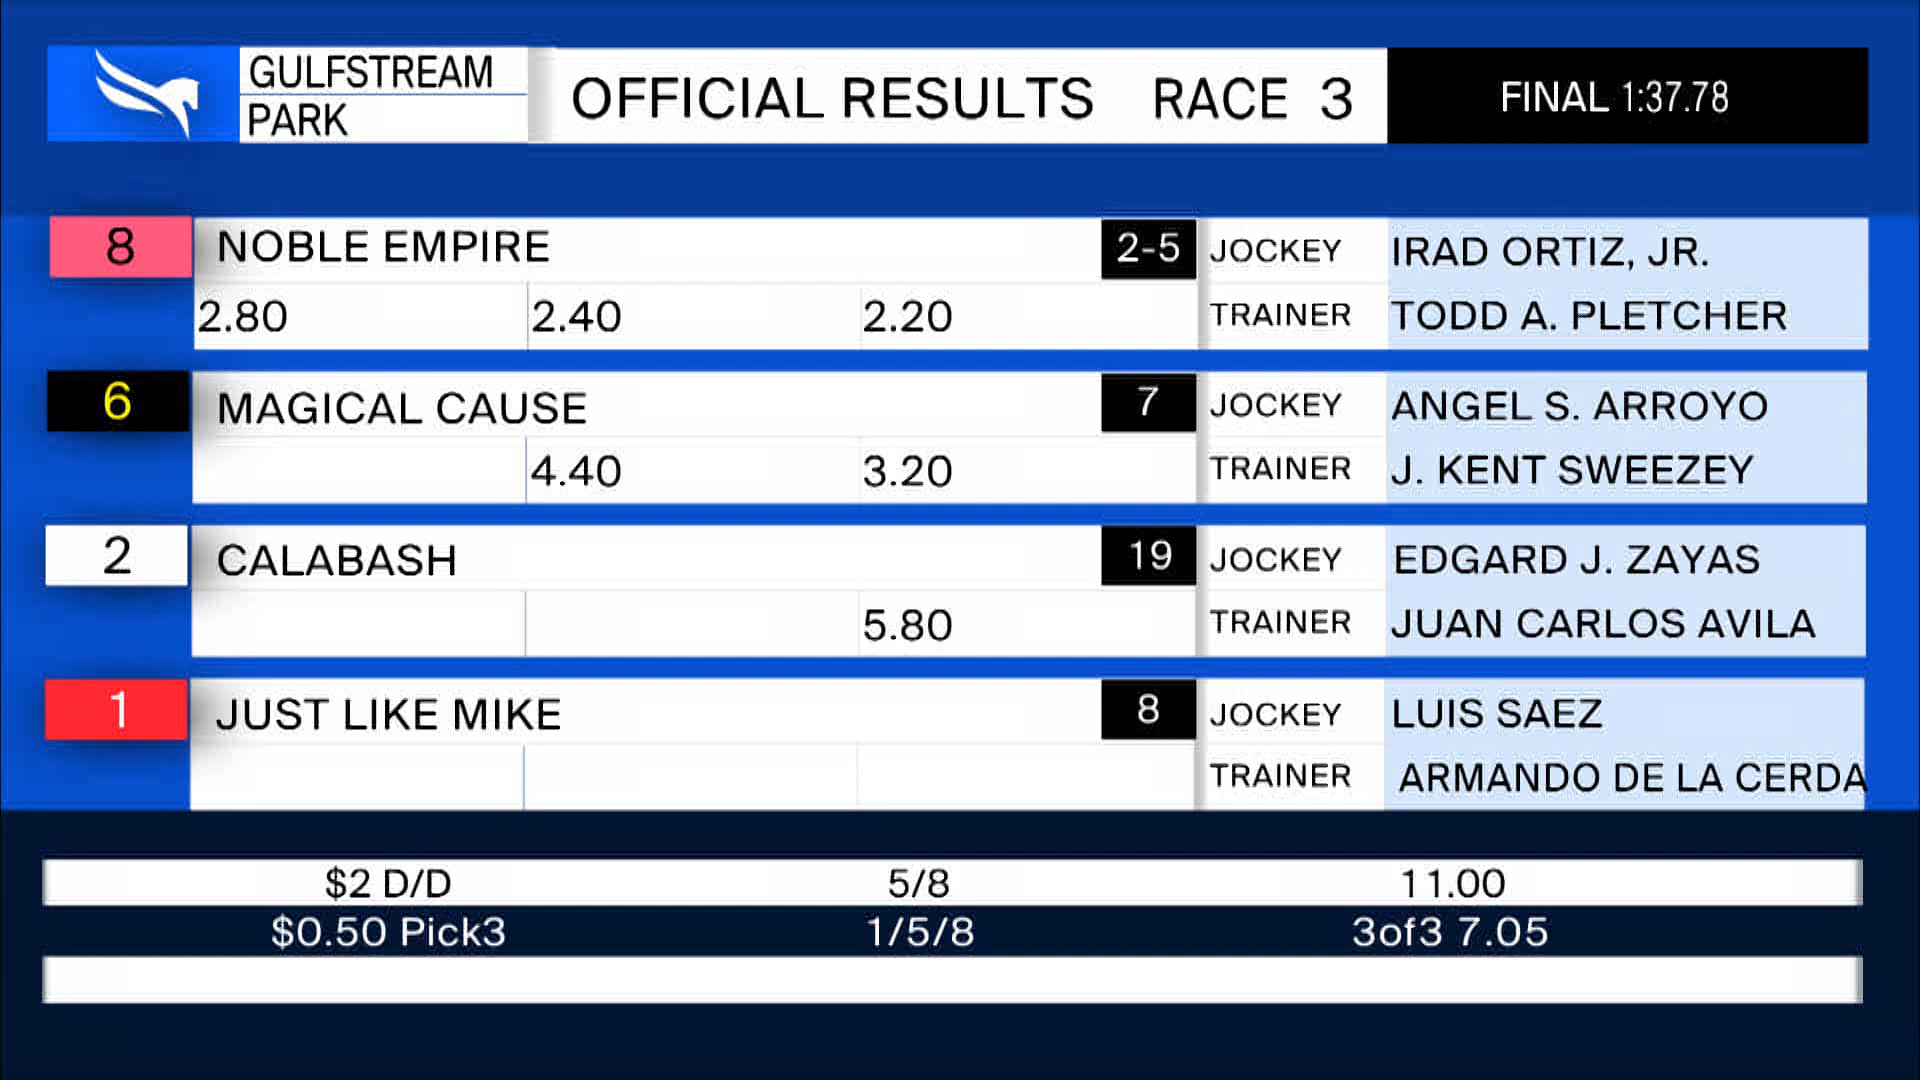 GULFSTREAM
PARK
OFFICIAL RESULTS RACE 3
FINAL 1:37.78
8 NOBLE EMPIRE 2-5 JOCKEY IRAD ORTIZ, JR.
2.80 2.40 2.20 TRAINER TODD A. PLETCHER
6 MAGICAL CAUSE 7 JOCKEY ANGEL S. ARROYO
4.40 3.20 TRAINER J. KENT SWEEZEY
2 CALABASH 19 JOCKEY EDGARD J. ZAYAS
5.80 TRAINER JUAN CARLOS AVILA
1 JUST LIKE MIKE 8 JOCKEY LUIS SAEZ
TRAINER ARMANDO DE LA CERDA
$2 D/D 5/8 11.00
$0.50 Pick3 1/5/8 3of3 7.05